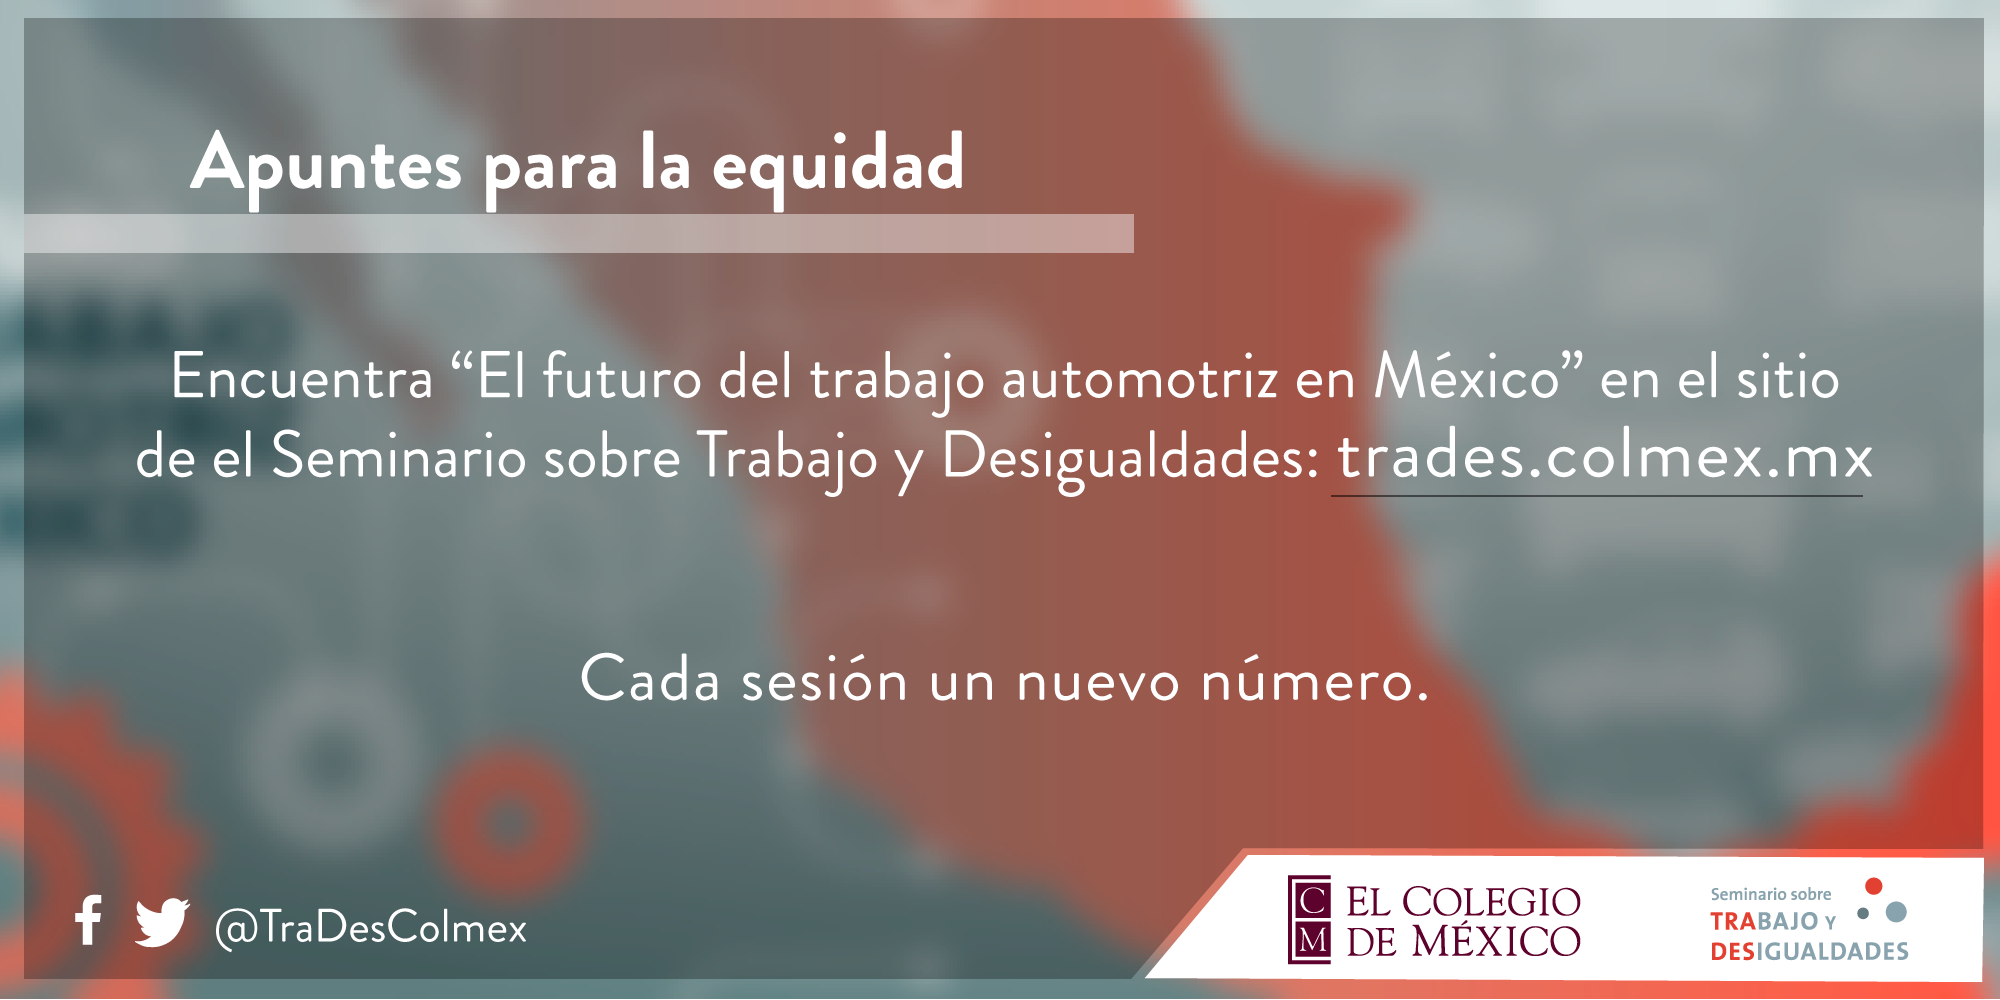 Apuntes para la equidad
Encuentra “El futuro del trabajo automotriz en México” en el sitio
de el Seminario sobre Trabajo y Desigualdades: trades.colmex.mx
Cada sesión un nuevo número.
@TraDesColmex
C
M
EL COLEGIO
DE MÉXICO
Seminario sobre
TRABAJO Y
DESIGUALDADES